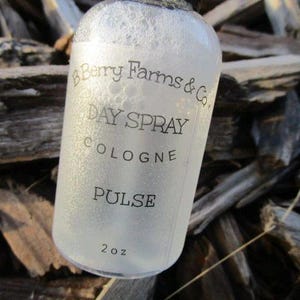 B.Berry Farms & Co.
DAY SPRAY
COLOGNE
PULSE
2oz